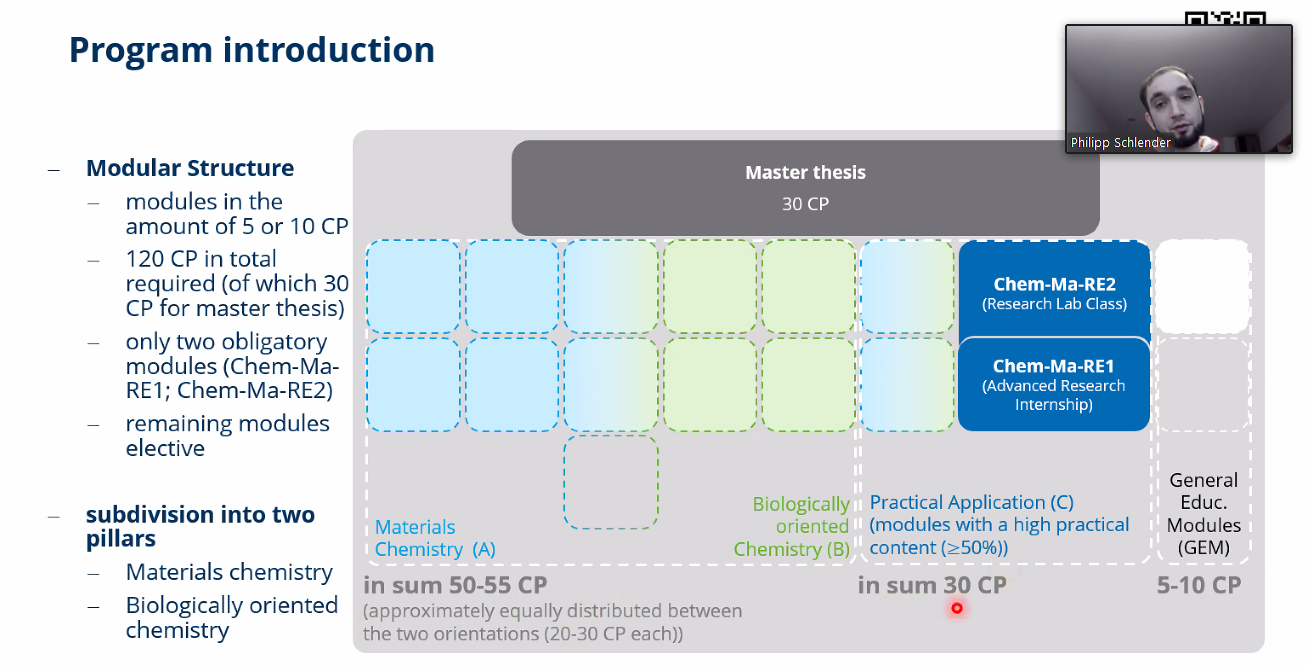 Program introduction
Philipp Schlender
– Modular Structure
– modules in the
amount of 5 or 10 CP
– 120 CP in total
required (of which 30
CP for master thesis)
– only two obligatory
modules (Chem-Ma-
RE1; Chem-Ma-RE2)
– remaining modules
elective
– subdivision into two
pillars
– Materials chemistry
– Biologically oriented
chemistry
Master thesis
30 CP
Chem-Ma-RE2
(Research Lab Class)
Chem-Ma-RE1
(Advanced Research
Internship)
Materials
Chemistry (A)
Biologically
oriented
Chemistry (B)
Practical Application (C)
(modules with a high practical
content (≥50%))
General
Educ.
Modules
(GEM)
in sum 50-55 CP
(approximately equally distributed between
the two orientations (20-30 CP each))
in sum 30 CP
5-10 CP